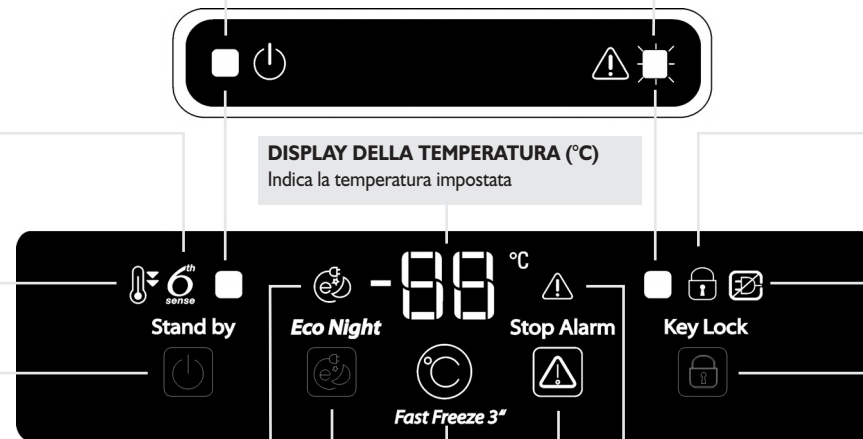 DISPLAY DELLA TEMPERATURA (°C)
Indica la temperatura impostata
6th
sense
-88 °C
Stand by
Eco Night
Stop Alarm
Key Lock
e
°C
Fast Freeze 3"